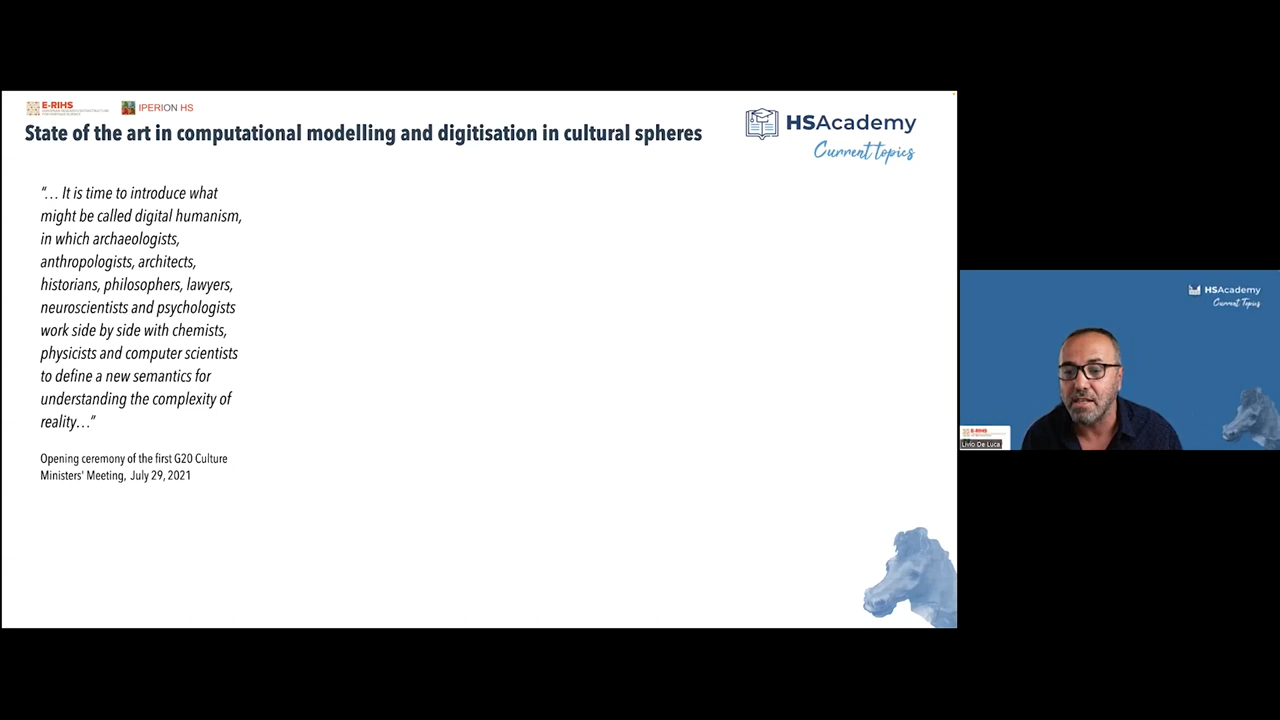 E-RIHS
IPERION HS
State of the art in computational modelling and digitisation in cultural spheres
HSAcademy
Current topics
“… It is time to introduce what
might be called digital humanism,
in which archaeologists,
anthropologists, architects,
historians, philosophers, lawyers,
neuroscientists and psychologists
work side by side with chemists,
physicists and computer scientists
to define a new semantics for
understanding the complexity of
reality…”
Opening ceremony of the first G20 Culture
Ministers' Meeting, July 29, 2021
HSAcademy
Current Topics
E-RIHS
Livio De Luca